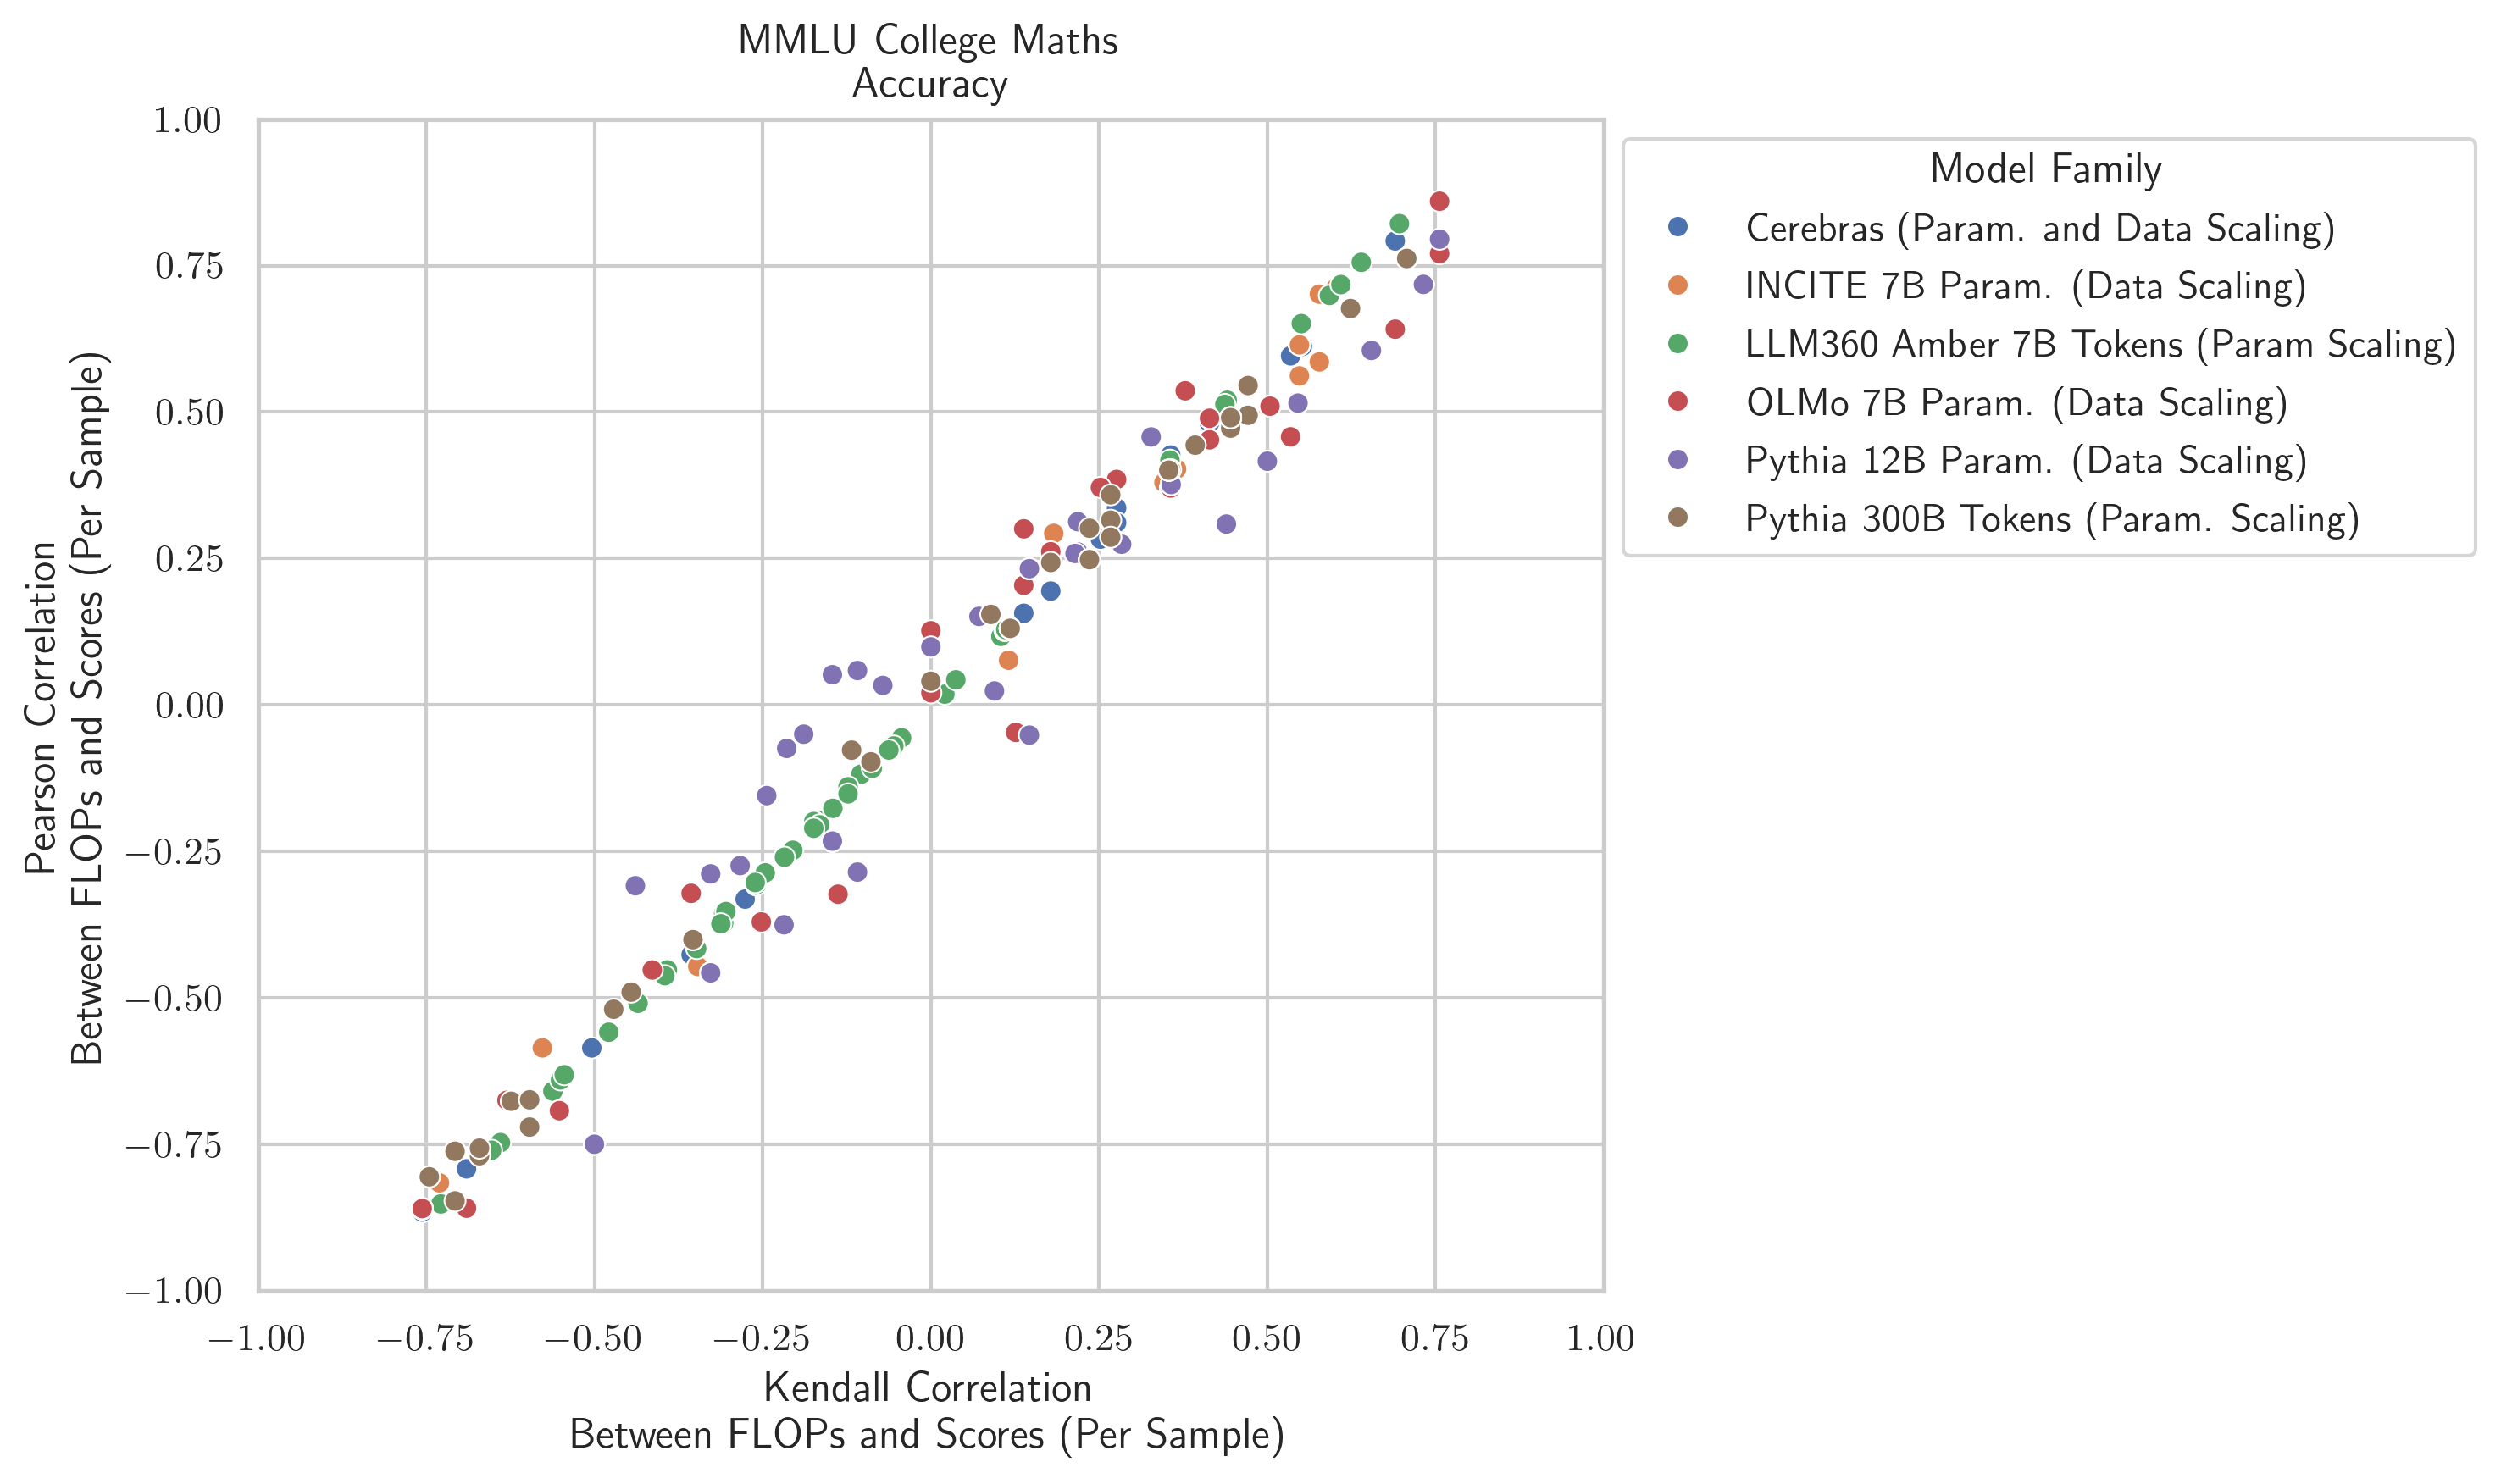 MMLU College Maths
Accuracy
1.00
0.75
0.50
0.25
0.00
−0.25
−0.50
−0.75
−1.00
Pearson Correlation
Between FLOPs and Scores (Per Sample)
−1.00 −0.75 −0.50 −0.25 0.00 0.25 0.50 0.75 1.00
Kendall Correlation
Between FLOPs and Scores (Per Sample)
Model Family
Cerebras (Param. and Data Scaling)
INCITE 7B Param. (Data Scaling)
LLM360 Amber 7B Tokens (Param Scaling)
OLMo 7B Param. (Data Scaling)
Pythia 12B Param. (Data Scaling)
Pythia 300B Tokens (Param. Scaling)